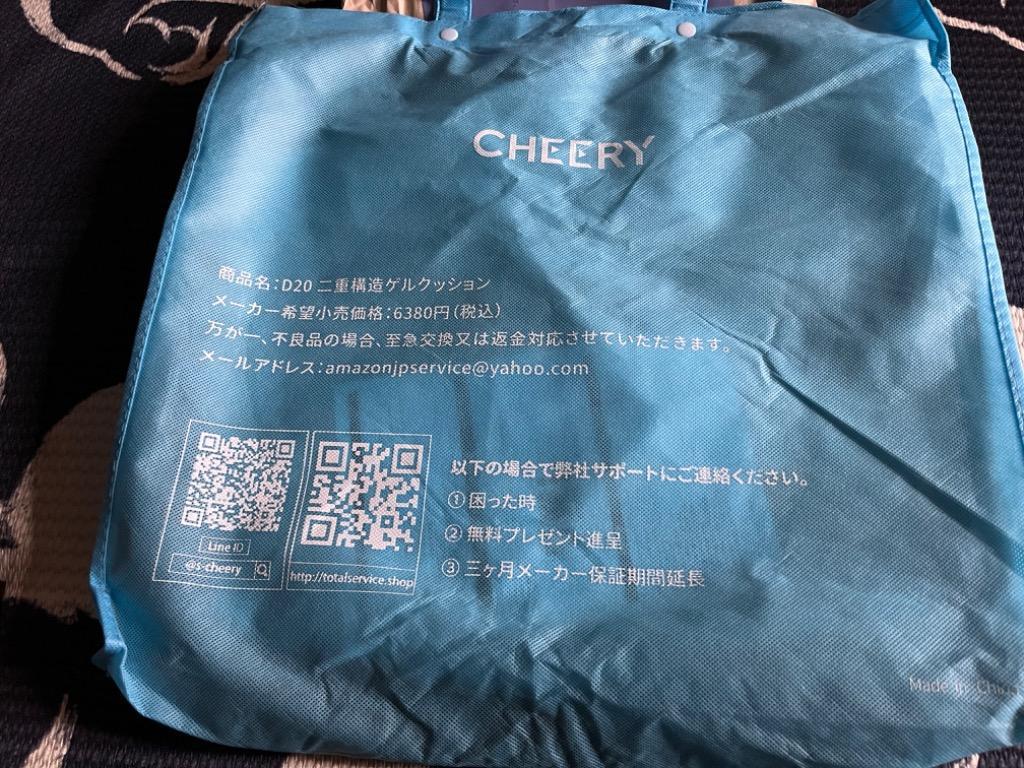 CHEERY
商品名：D20 二重構造ゲルクッション
メーカー希望小売価格：6380円（税込）
万が一、不良品の場合、至急交換又は返金対応させていただきます。
メールアドレス：amazonjpservice@yahoo.com
以下の場合で弊社サポートにご連絡ください。
① 困った時
② 無料プレゼント進呈
③ 三ヶ月メーカー保証期間延長
Line ID
@s-cheery
http://totalservice.shop
Made in China